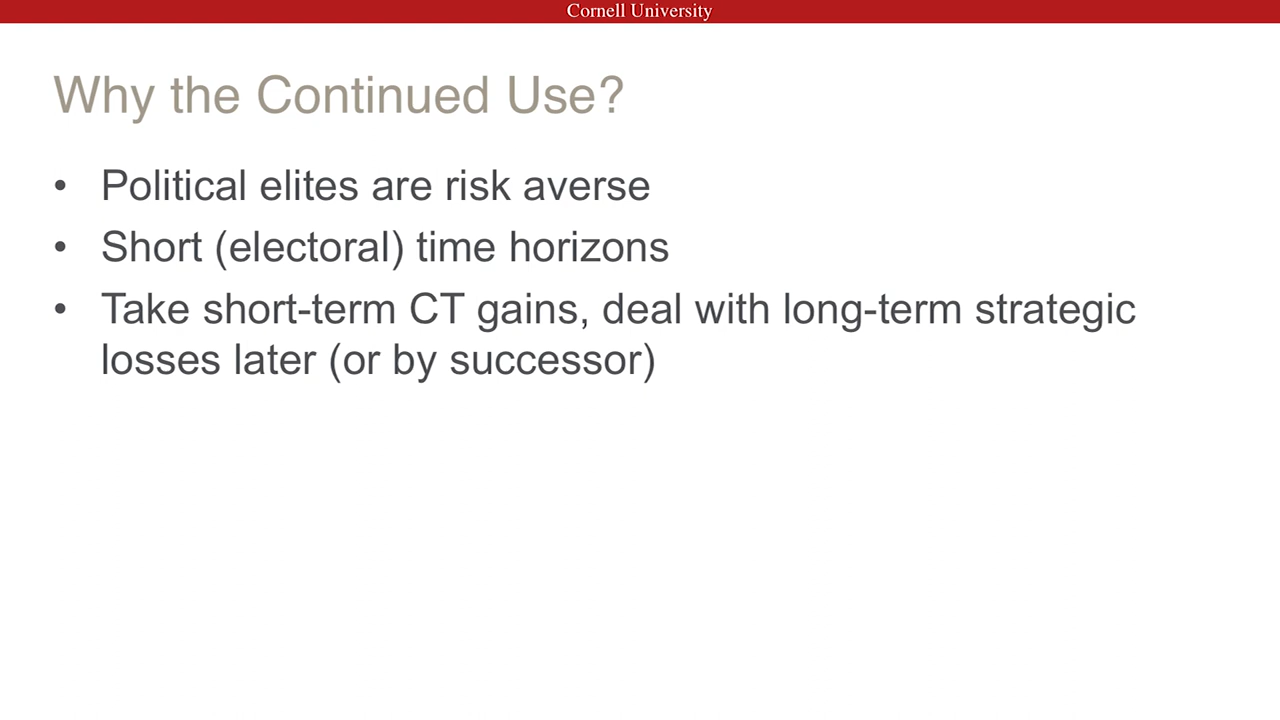 Cornell University
Why the Continued Use?
• Political elites are risk averse
• Short (electoral) time horizons
• Take short-term CT gains, deal with long-term strategic
losses later (or by successor)